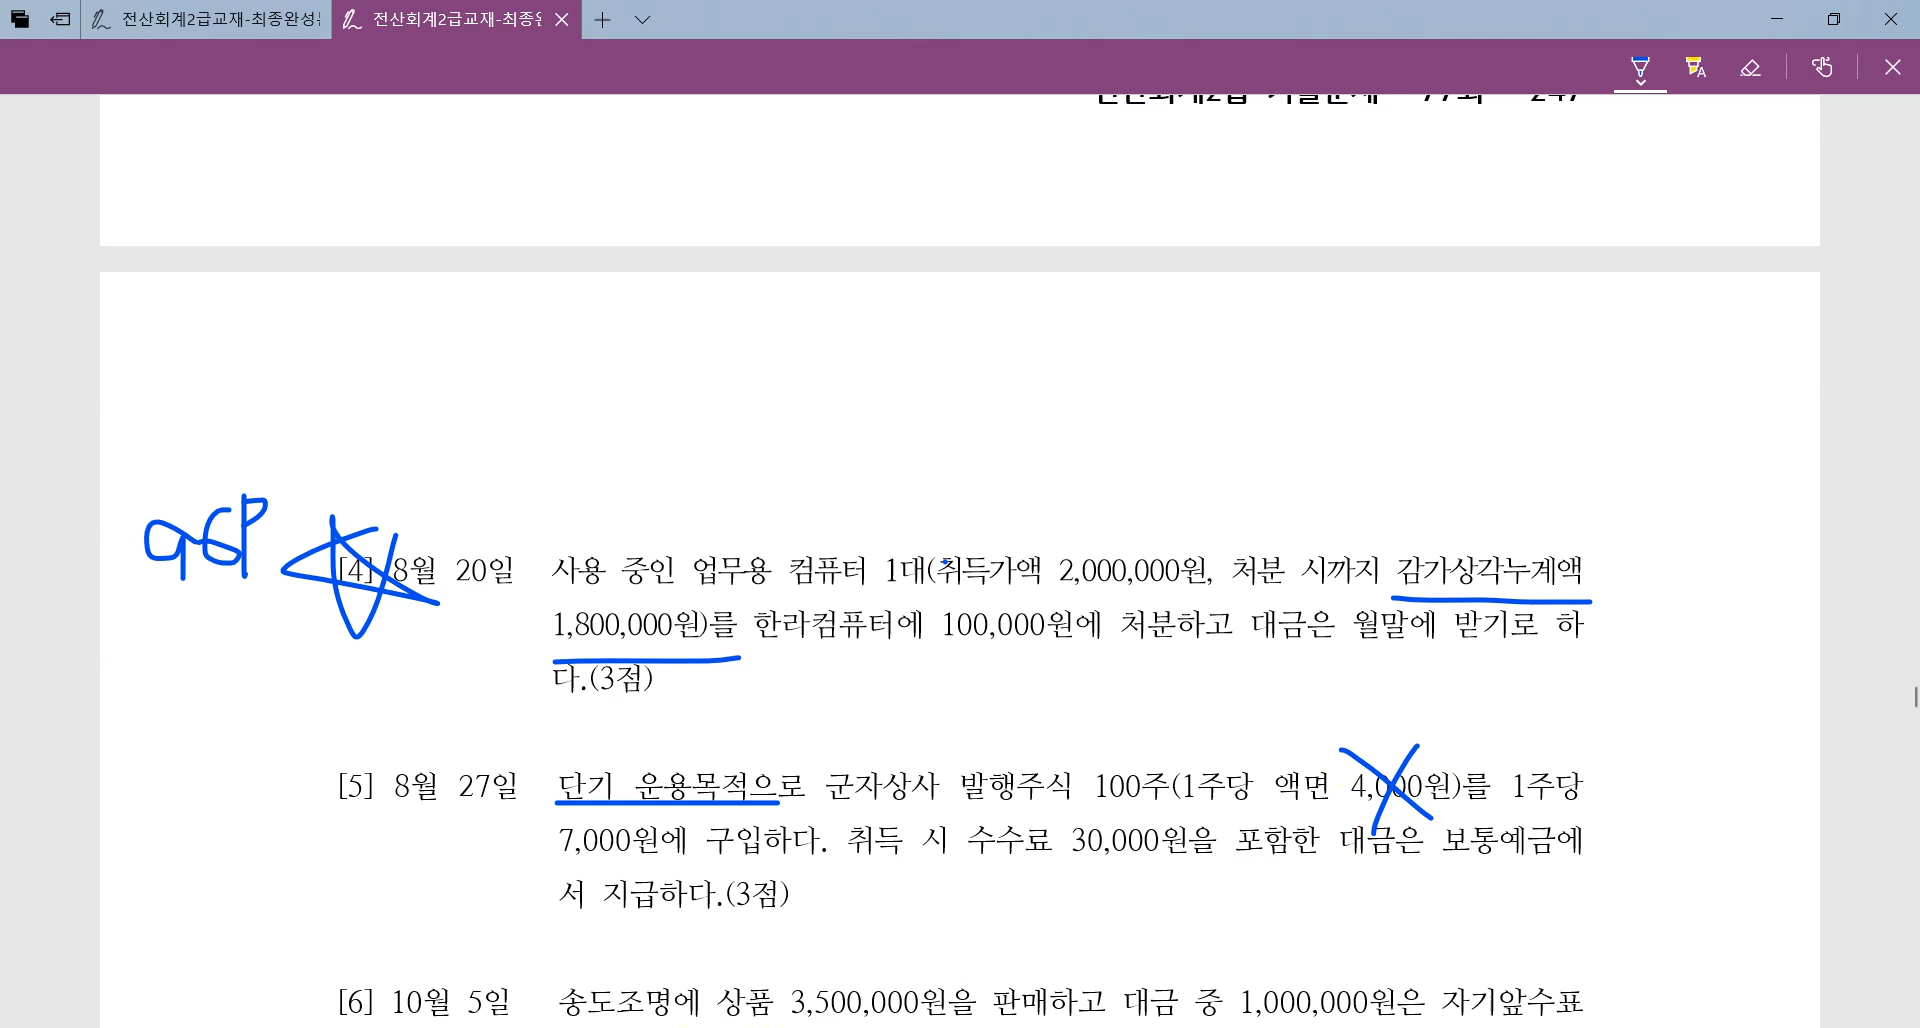 전산회계2급교재-최종완성
전산회계2급교재-최종
95P
[4] 8월 20일 사용 중인 업무용 컴퓨터 1대(취득가액 2,000,000원, 처분 시까지 감가상각누계액
1,800,000원)를 한라컴퓨터에 100,000원에 처분하고 대금은 월말에 받기로 하
다.(3점)
[5] 8월 27일 단기 운용목적으로 군자상사 발행주식 100주(1주당 액면 4,000원)를 1주당
7,000원에 구입하다. 취득 시 수수료 30,000원을 포함한 대금은 보통예금에
서 지급하다.(3점)
[6] 10월 5일 송도조명에 상품 3,500,000원을 판매하고 대금 중 1,000,000원은 자기앞수표